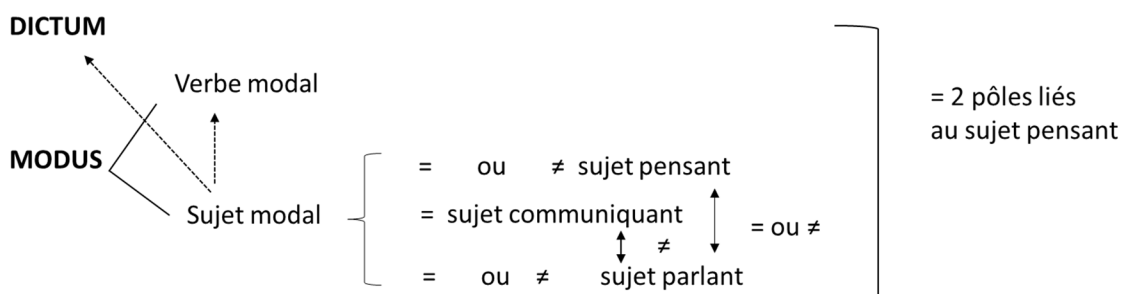 DICTUM
Verbe modal
= 2 pôles liés
au sujet pensant
MODUS
= ou ≠ sujet pensant
Sujet modal
= sujet communiquant
= ou ≠
≠
= ou ≠ sujet parlant